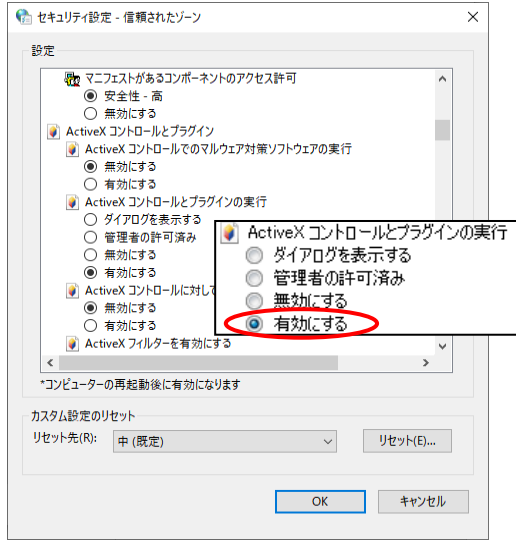 セキュリティ設定 - 信頼されたゾーン
設定
マニフェストがあるコンポーネントのアクセス許可
安全性 - 高
無効にする
ActiveX コントロールとプラグイン
ActiveX コントロールでのマルウェア対策ソフトウェアの実行
無効にする
有効にする
ActiveX コントロールとプラグインの実行
ダイアログを表示する
管理者の許可済み
無効にする
有効にする
ActiveX コントロールに対して
無効にする
有効にする
ActiveX フィルターを有効にする
ActiveX コントロールとプラグインの実行
ダイアログを表示する
管理者の許可済み
無効にする
有効にする
*コンピューターの再起動後に有効になります
カスタム設定のリセット
リセット先(R):
中 (既定)
リセット(E)...
OK
キャンセル